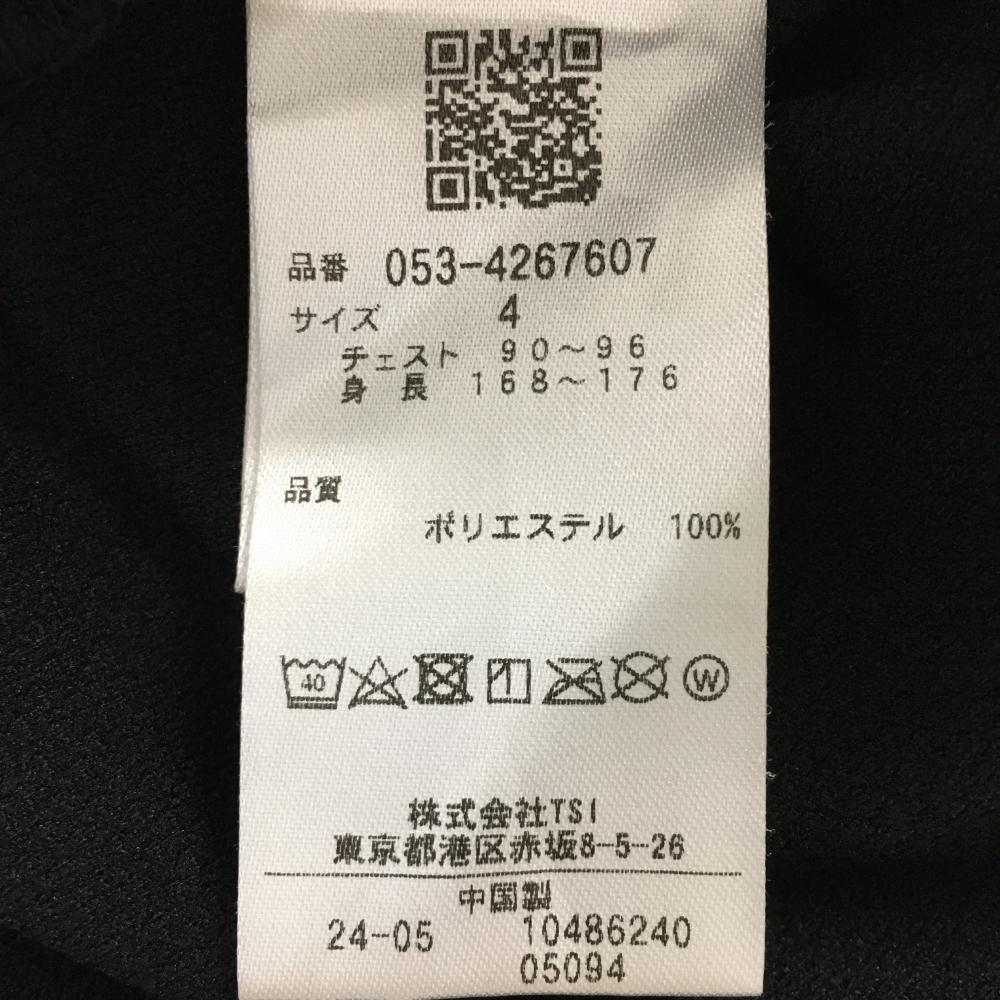 品番 053-4267607
サイズ 4
チェスト 90～96
身長 168～176
品質
ポリエステル 100%
40 W
株式会社TSI
東京都港区赤坂8-5-26
中国製
24-05 10486240
05094